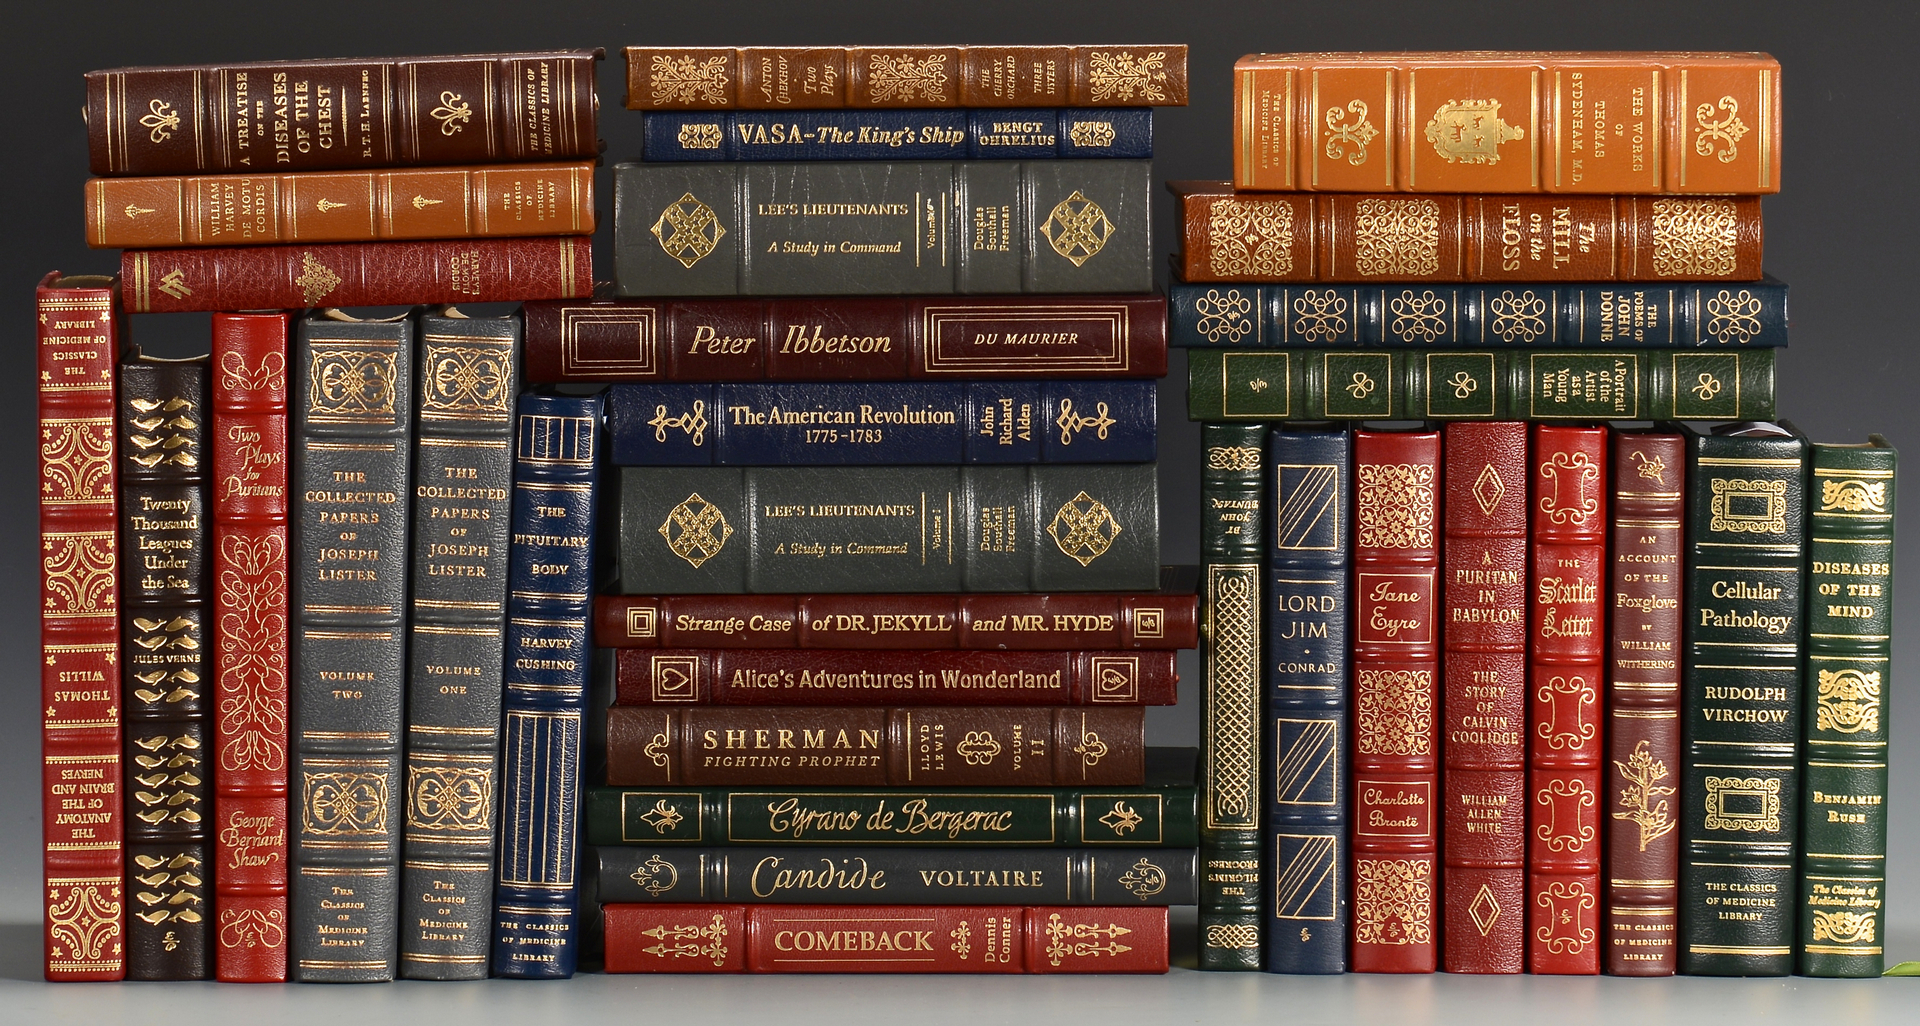 A TREATISE
ON THE
DISEASES
OF THE
CHEST
R. T. H. LAENNEC
THE CLASSICS OF
MEDICINE LIBRARY
WILLIAM
HARVEY
DE MOTU
CORDIS
THE
CLASSICS
OF
MEDICINE
LIBRARY
HARVEY
DE MOTU
CORDIS
THE
CLASSICS
OF MEDICINE
LIBRARY
THOMAS
WILLIS
THE
ANATOMY
OF THE
BRAIN AND
NERVES
Twenty
Thousand
Leagues
Under
the Sea
JULES VERNE
Two
Plays
for
Puritans
George
Bernard
Shaw
THE
COLLECTED
PAPERS
OF
JOSEPH
LISTER
VOLUME
TWO
THE
CLASSICS
OF
MEDICINE
LIBRARY
THE
COLLECTED
PAPERS
OF
JOSEPH
LISTER
VOLUME
ONE
THE
CLASSICS
OF
MEDICINE
LIBRARY
THE
PITUITARY
BODY
HARVEY
CUSHING
THE CLASSICS
OF MEDICINE
LIBRARY
ANTON
CHEKHOV
Two
Plays
THE
CHERRY
ORCHARD
THREE
SISTERS
VASA-The King's Ship
BENGT
OHRELIUS
LEE'S LIEUTENANTS
A Study in Command
Douglas
Southall
Freeman
Peter Ibbetson
DU MAURIER
The American Revolution
1775-1783
John
Richard
Alden
LEE'S LIEUTENANTS
A Study in Command
Volume I
Douglas
Southall
Freeman
Strange Case of DR. JEKYLL and MR. HYDE
Alice's Adventures in Wonderland
SHERMAN
FIGHTING PROPHET
LLOYD
LEWIS
VOLUME
II
Cyrano de Bergerac
Candide VOLTAIRE
COMEBACK
Dennis
Conner
THE CLASSICS OF
MEDICINE LIBRARY
THE WORKS
OF
THOMAS
SYDENHAM, M.D.
The
MILL
on the
FLOSS
THE
POEMS OF
JOHN
DONNE
A Portrait
of the
Artist
as a
Young
Man
BY
JOHN
BUNYAN
THE
PILGRIM'S
PROGRESS
LORD
JIM
CONRAD
Jane
Eyre
Charlotte
Brontë
A
PURITAN
IN
BABYLON
THE
STORY
OF
CALVIN
COOLIDGE
WILLIAM
ALLEN
WHITE
THE
Scarlet
Letter
AN
ACCOUNT
OF THE
Foxglove
BY
WILLIAM
WITHERING
THE CLASSICS
OF MEDICINE
LIBRARY
Cellular
Pathology
RUDOLPH
VIRCHOW
THE CLASSICS
OF MEDICINE
LIBRARY
DISEASES
OF THE
MIND
BENJAMIN
RUSH
The Classics of
Medicine Library